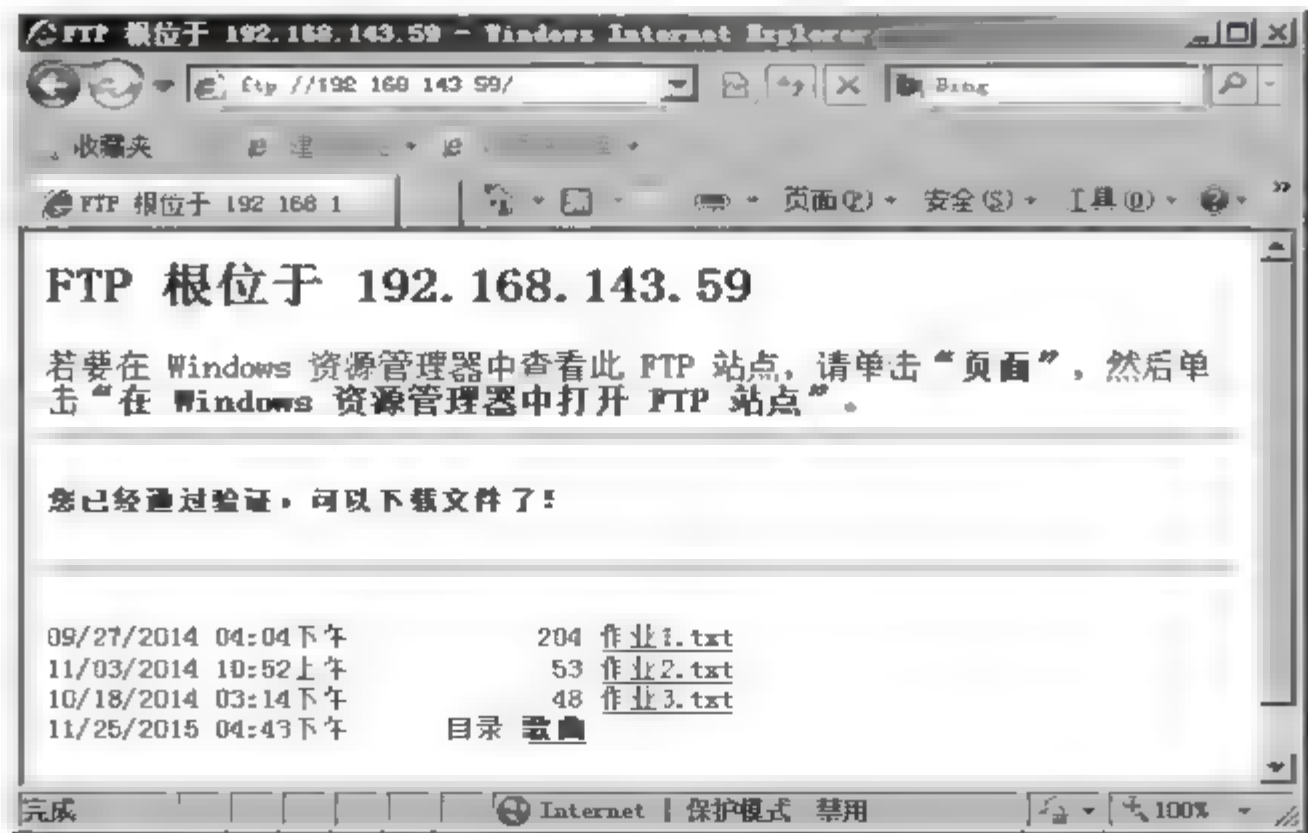 FTP 根位于 192.168.143.59 - Windows Internet Explorer
ftp //192 168 143 59/ Bing
收藏夹 建
FTP 根位于 192 168 1 页面(P) 安全(S) 工具(O)
FTP 根位于 192.168.143.59
若要在 Windows 资源管理器中查看此 FTP 站点，请单击“页面”，然后单
击“在 Windows 资源管理器中打开 FTP 站点”。
您已经通过验证，可以下载文件了!
09/27/2014 04:04下午 204 作业1.txt
11/03/2014 10:52上午 53 作业2.txt
10/18/2014 03:14下午 48 作业3.txt
11/25/2015 04:43下午 目录 歌曲
完成 Internet | 保护模式 禁用 100%